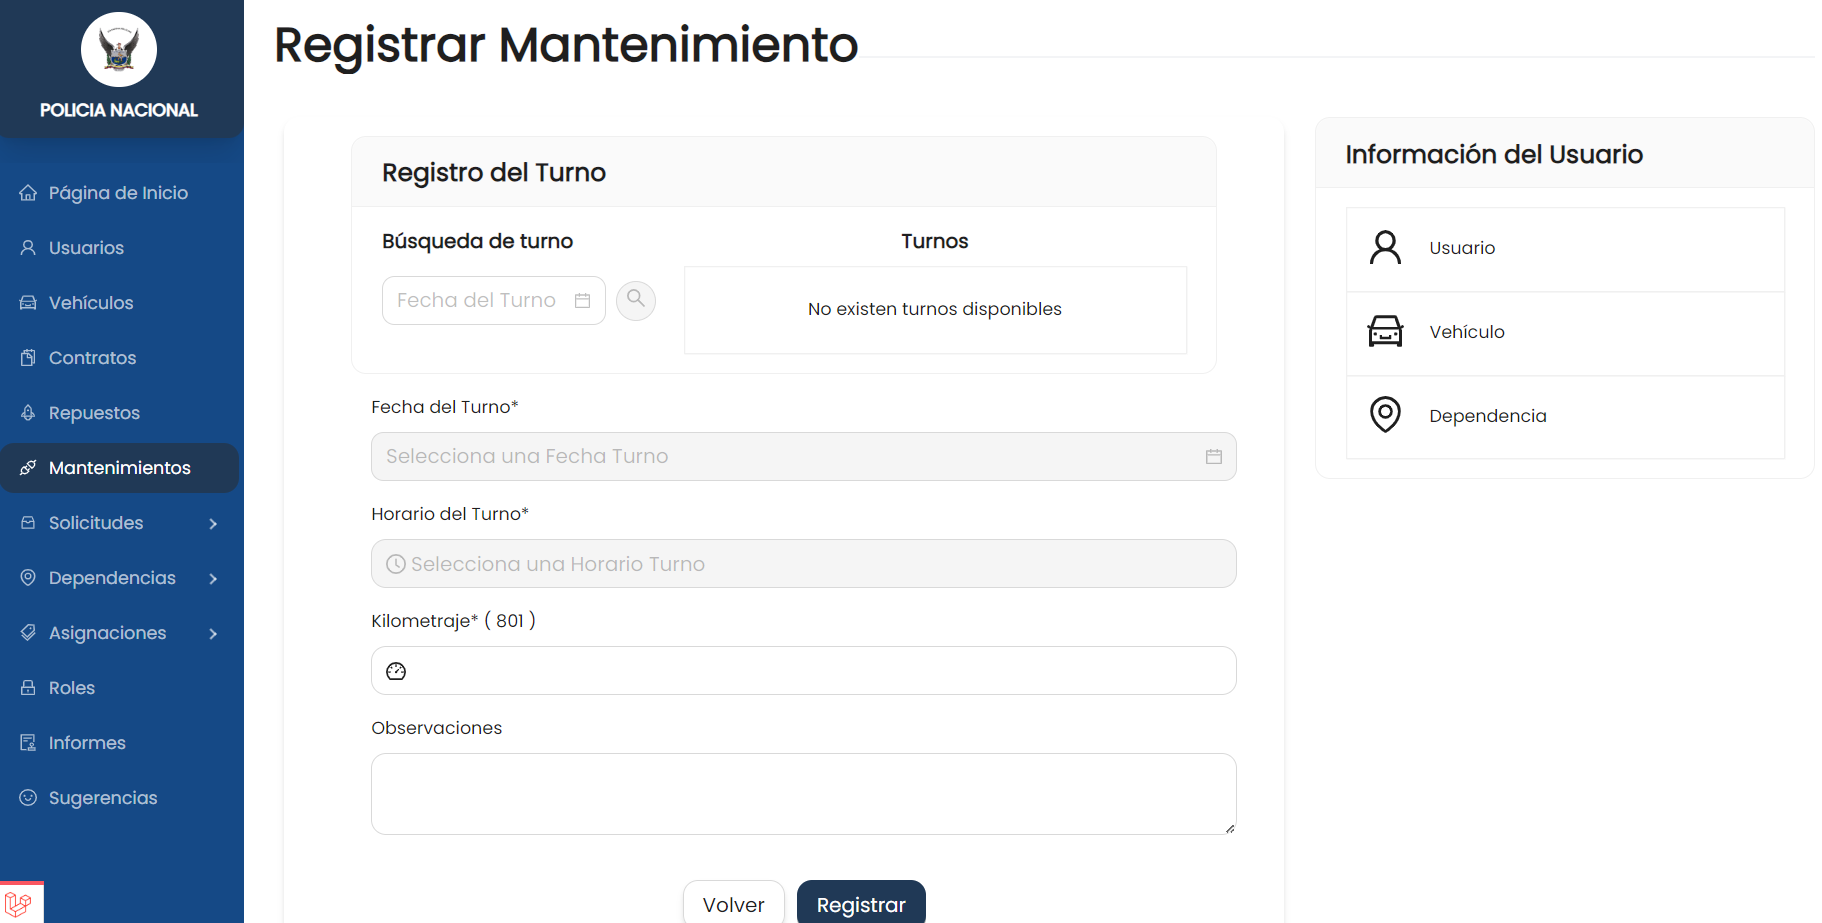 POLICIA NACIONAL
Página de Inicio
Usuarios
Vehículos
Contratos
Repuestos
Mantenimientos
Solicitudes
Dependencias
Asignaciones
Roles
Informes
Sugerencias
Registrar Mantenimiento
Registro del Turno
Búsqueda de turno
Fecha del Turno
Turnos
No existen turnos disponibles
Fecha del Turno*
Selecciona una Fecha Turno
Horario del Turno*
Selecciona una Horario Turno
Kilometraje* ( 801 )
Observaciones
Volver
Registrar
Información del Usuario
Usuario
Vehículo
Dependencia